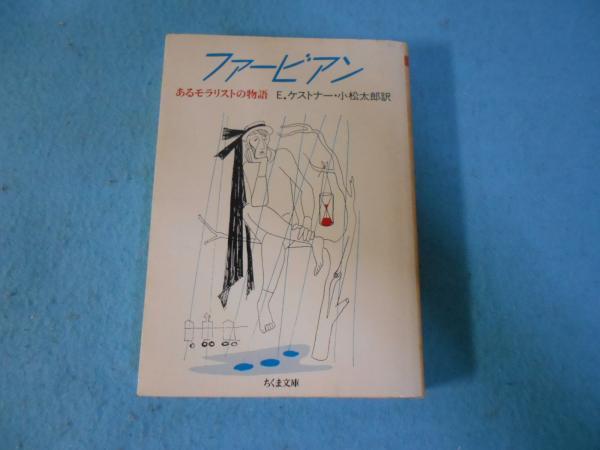 ファービアン
あるモラリストの物語 E.ケストナー・小松太郎訳
ちくま文庫